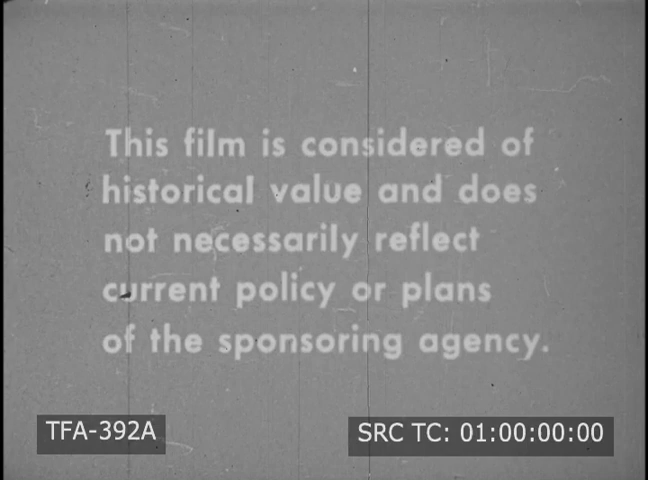 This film is considered of
historical value and does
not necessarily reflect
current policy or plans
of the sponsoring agency.
TFA-392A
SRC TC: 01:00:00:00